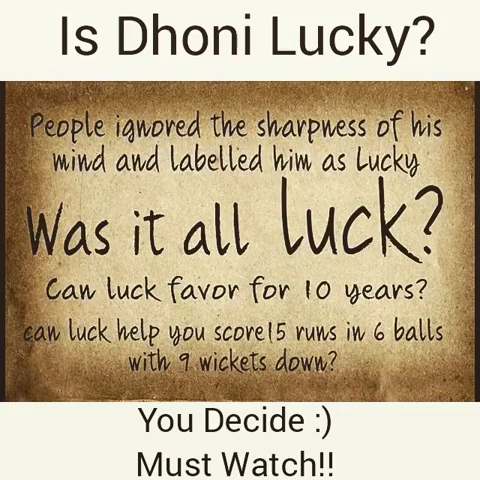 Is Dhoni Lucky?
People ignored the sharpness of his
mind and labelled him as Lucky
Was it all luck?
Can luck favor for 10 years?
can luck help you score15 runs in 6 balls
with 9 wickets down?
You Decide :)
Must Watch!!